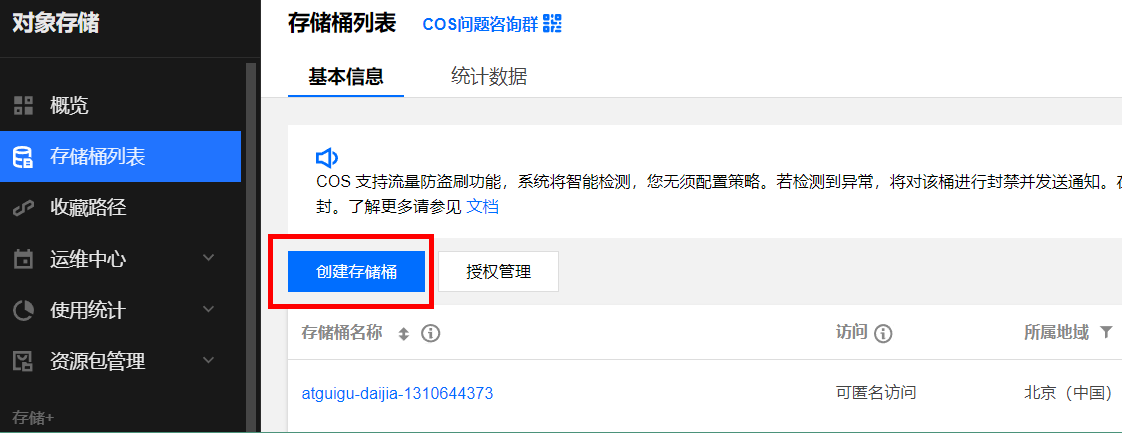 对象存储
概览
存储桶列表
收藏路径
运维中心
使用统计
资源包管理
存储+
存储桶列表 COS问题咨询群
基本信息 统计数据
COS 支持流量防盗刷功能，系统将智能检测，您无须配置策略。若检测到异常，将对该桶进行封禁并发送通知。在
封。了解更多请参见 文档
创建存储桶 授权管理
存储桶名称 访问 所属地域
atguigu-daijia-1310644373 可匿名访问 北京（中国）